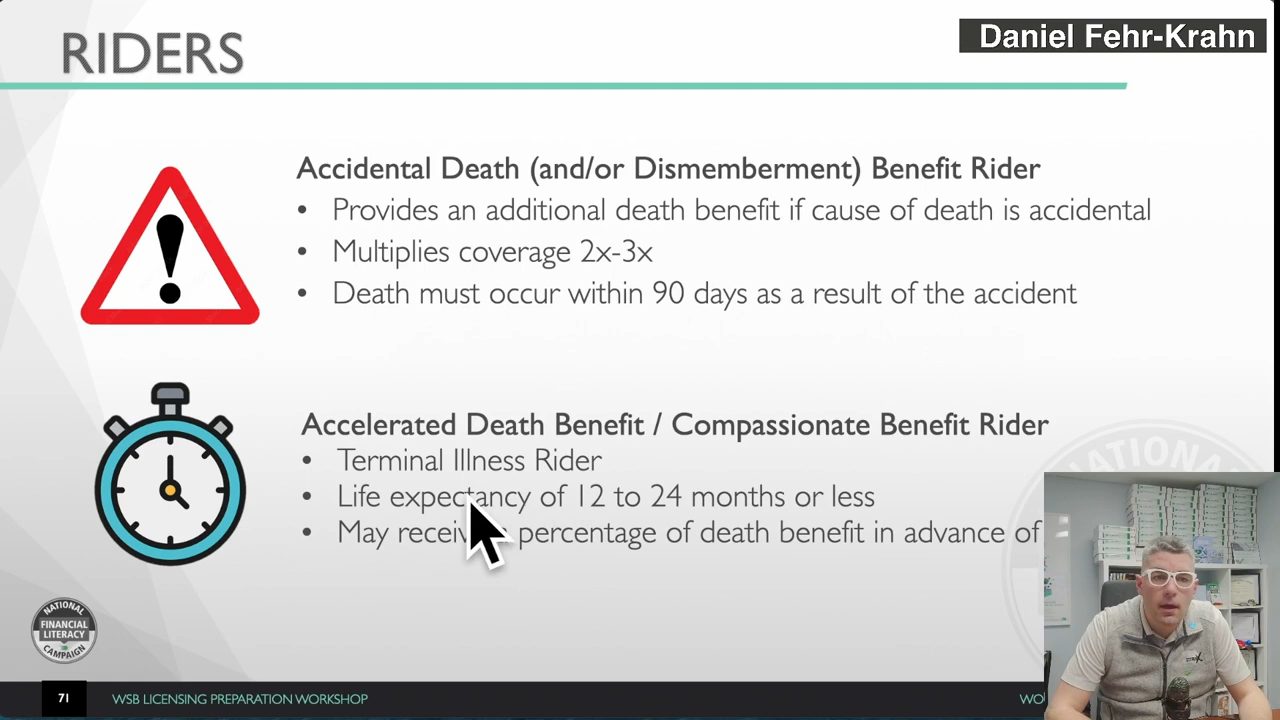 RIDERS
Daniel Fehr-Krahn
Accidental Death (and/or Dismemberment) Benefit Rider
• Provides an additional death benefit if cause of death is accidental
• Multiplies coverage 2x-3x
• Death must occur within 90 days as a result of the accident
Accelerated Death Benefit / Compassionate Benefit Rider
• Terminal Illness Rider
• Life expectancy of 12 to 24 months or less
• May percentage of death benefit in advance of
NATIONAL
NATIONAL
FINANCIAL
LITERACY
CAMPAIGN
71
WSB LICENSING PREPARATION WORKSHOP